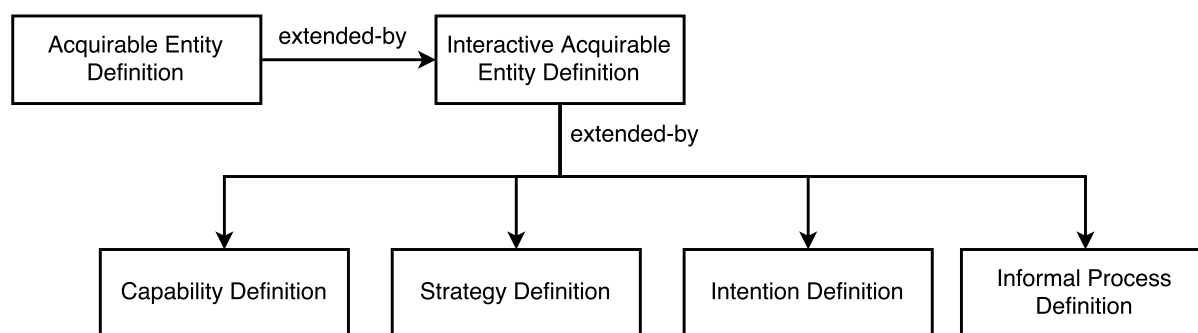 Acquirable Entity
Definition
extended-by
Interactive Acquirable
Entity Definition
extended-by
Capability Definition
Strategy Definition
Intention Definition
Informal Process
Definition